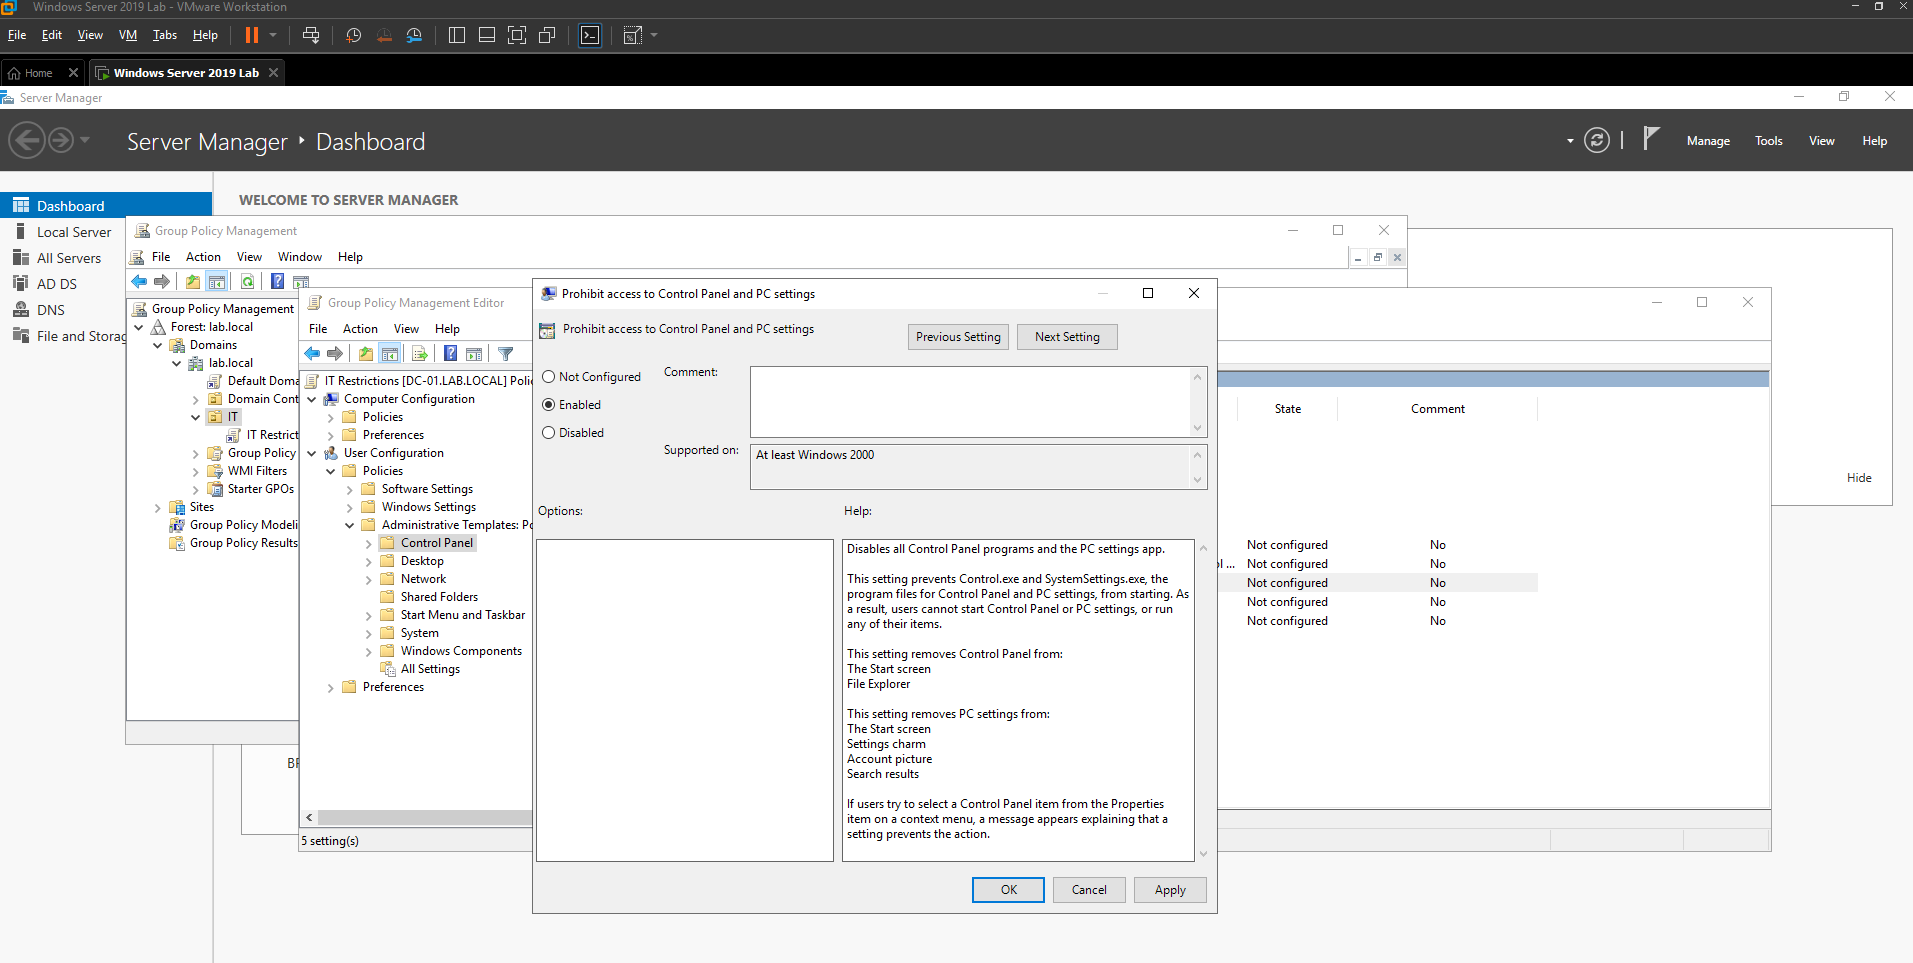 Windows Server 2019 Lab - VMware Workstation
File Edit View VM Tabs Help
Home
Windows Server 2019 Lab
Server Manager
Server Manager Dashboard
Manage Tools View Help
Dashboard
Local Server
All Servers
AD DS
DNS
File and Storag
WELCOME TO SERVER MANAGER
Hide
Group Policy Management
File Action View Window Help
Group Policy Management
Forest: lab.local
Domains
lab.local
Default Doma
Domain Cont
IT
IT Restrict
Group Policy
WMI Filters
Starter GPOs
Sites
Group Policy Modeli
Group Policy Results
Group Policy Management Editor
File Action View Help
IT Restrictions [DC-01.LAB.LOCAL] Polic
Computer Configuration
Policies
Preferences
User Configuration
Policies
Software Settings
Windows Settings
Administrative Templates: Po
Control Panel
Desktop
Network
Shared Folders
Start Menu and Taskbar
System
Windows Components
All Settings
Preferences
5 setting(s)
State Comment
Not configured No
Not configured No
Not configured No
Not configured No
Not configured No
Prohibit access to Control Panel and PC settings
Prohibit access to Control Panel and PC settings
Previous Setting
Next Setting
Not Configured
Enabled
Disabled
Comment:
Supported on:
At least Windows 2000
Options:
Help:
Disables all Control Panel programs and the PC settings app.
This setting prevents Control.exe and SystemSettings.exe, the
program files for Control Panel and PC settings, from starting. As
a result, users cannot start Control Panel or PC settings, or run
any of their items.
This setting removes Control Panel from:
The Start screen
File Explorer
This setting removes PC settings from:
The Start screen
Settings charm
Account picture
Search results
If users try to select a Control Panel item from the Properties
item on a context menu, a message appears explaining that a
setting prevents the action.
OK
Cancel
Apply